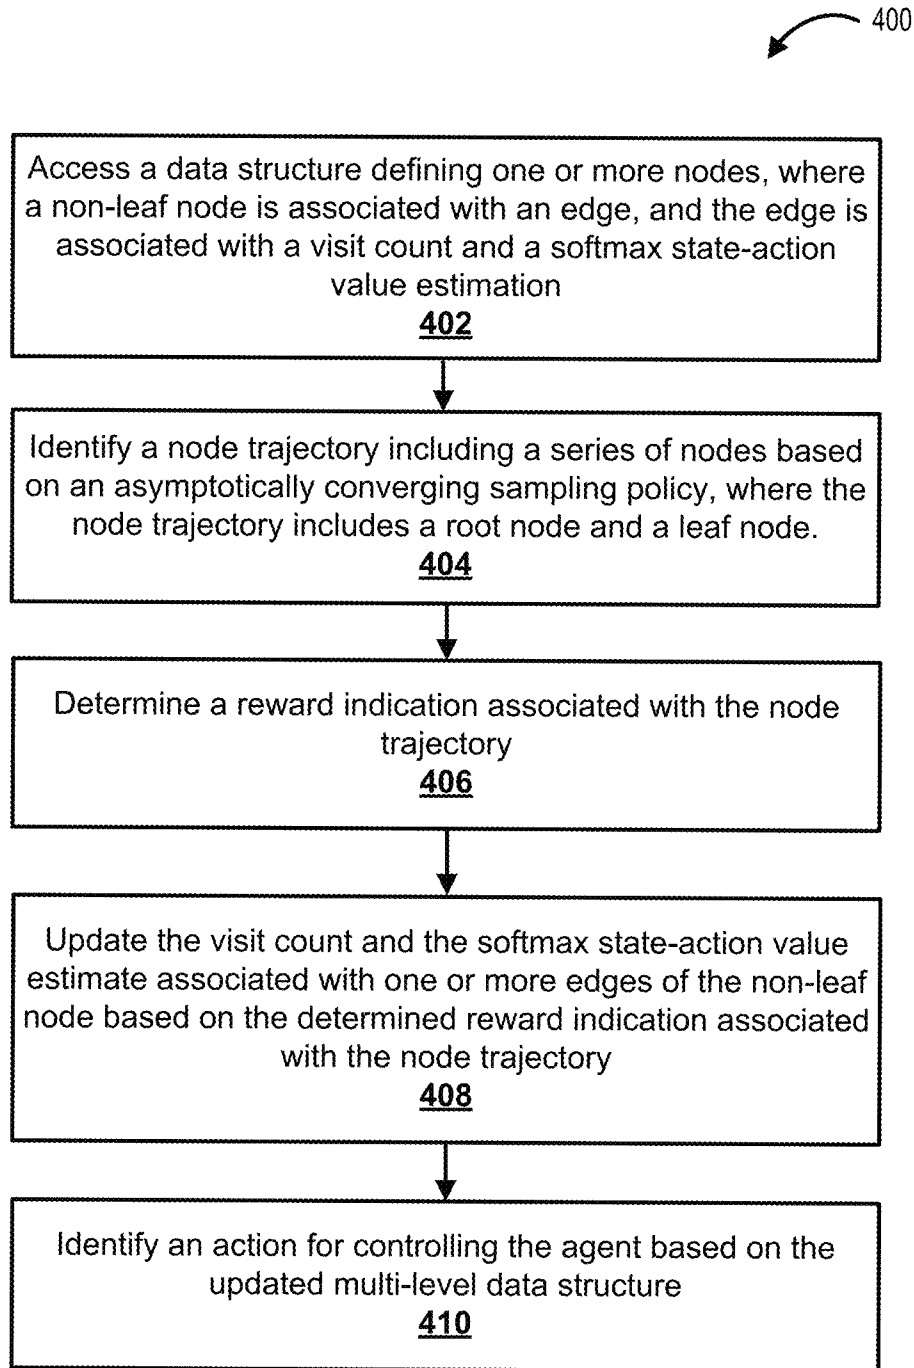 400
Access a data structure defining one or more nodes, where
a non-leaf node is associated with an edge, and the edge is
associated with a visit count and a softmax state-action
value estimation
402
Identify a node trajectory including a series of nodes based
on an asymptotically converging sampling policy, where the
node trajectory includes a root node and a leaf node.
404
Determine a reward indication associated with the node
trajectory
406
Update the visit count and the softmax state-action value
estimate associated with one or more edges of the non-leaf
node based on the determined reward indication associated
with the node trajectory
408
Identify an action for controlling the agent based on the
updated multi-level data structure
410